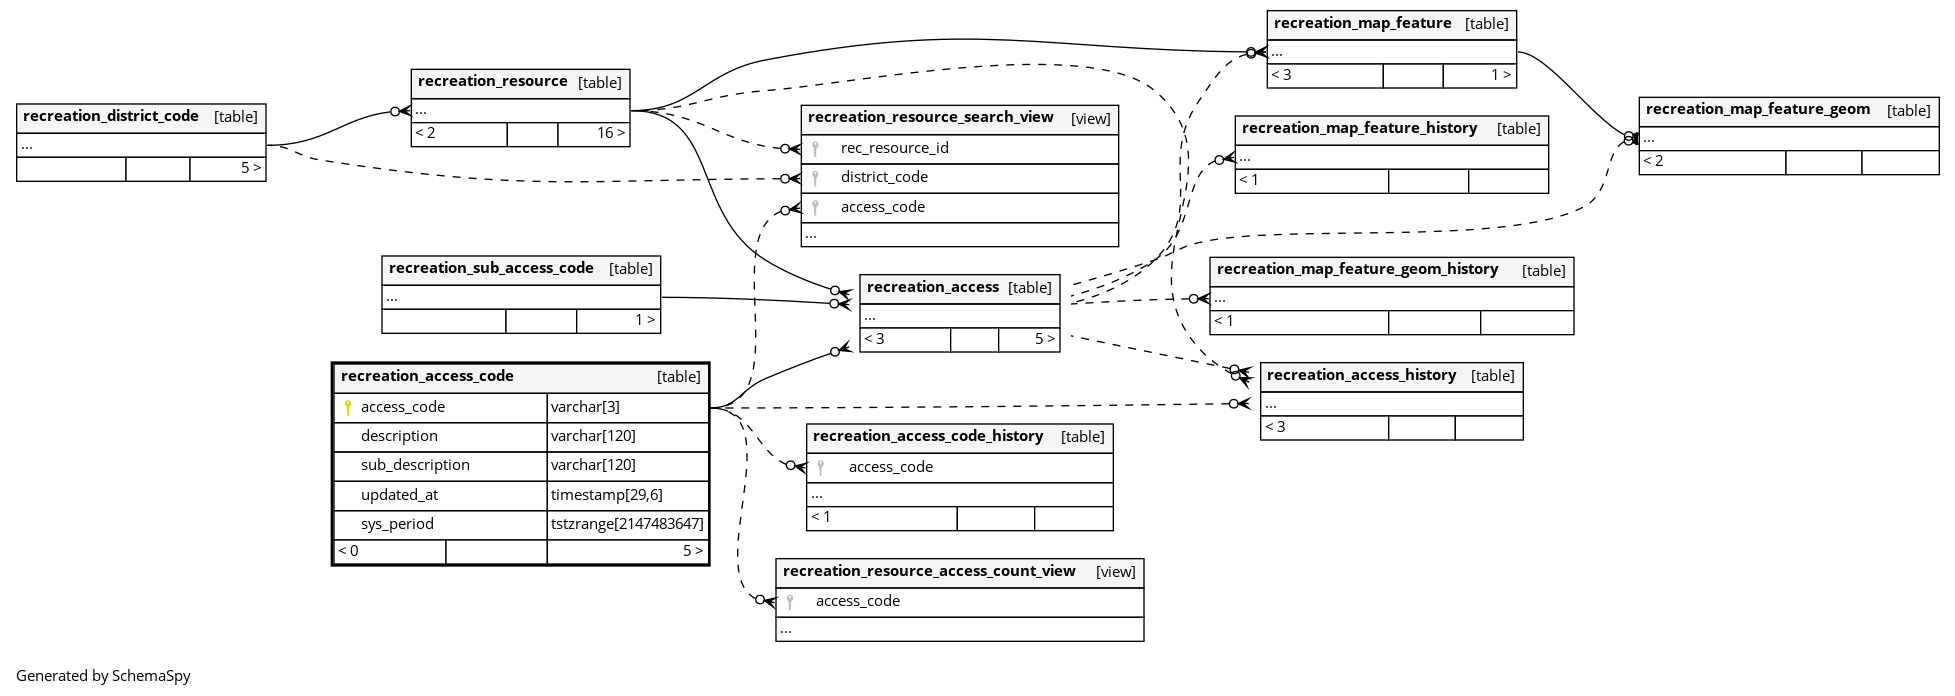 recreation_district_code [table]
...
5 >
recreation_resource [table]
...
< 2 16 >
recreation_sub_access_code [table]
...
1 >
recreation_access_code [table]
access_code varchar[3]
description varchar[120]
sub_description varchar[120]
updated_at timestamp[29,6]
sys_period tstzrange[2147483647]
< 0 5 >
recreation_resource_search_view [view]
rec_resource_id
district_code
access_code
...
recreation_access [table]
...
< 3 5 >
recreation_access_code_history [table]
access_code
...
< 1
recreation_resource_access_count_view [view]
access_code
...
recreation_map_feature [table]
...
< 3 1 >
recreation_map_feature_history [table]
...
< 1
recreation_map_feature_geom_history [table]
...
< 1
recreation_access_history [table]
...
< 3
recreation_map_feature_geom [table]
...
< 2
Generated by SchemaSpy